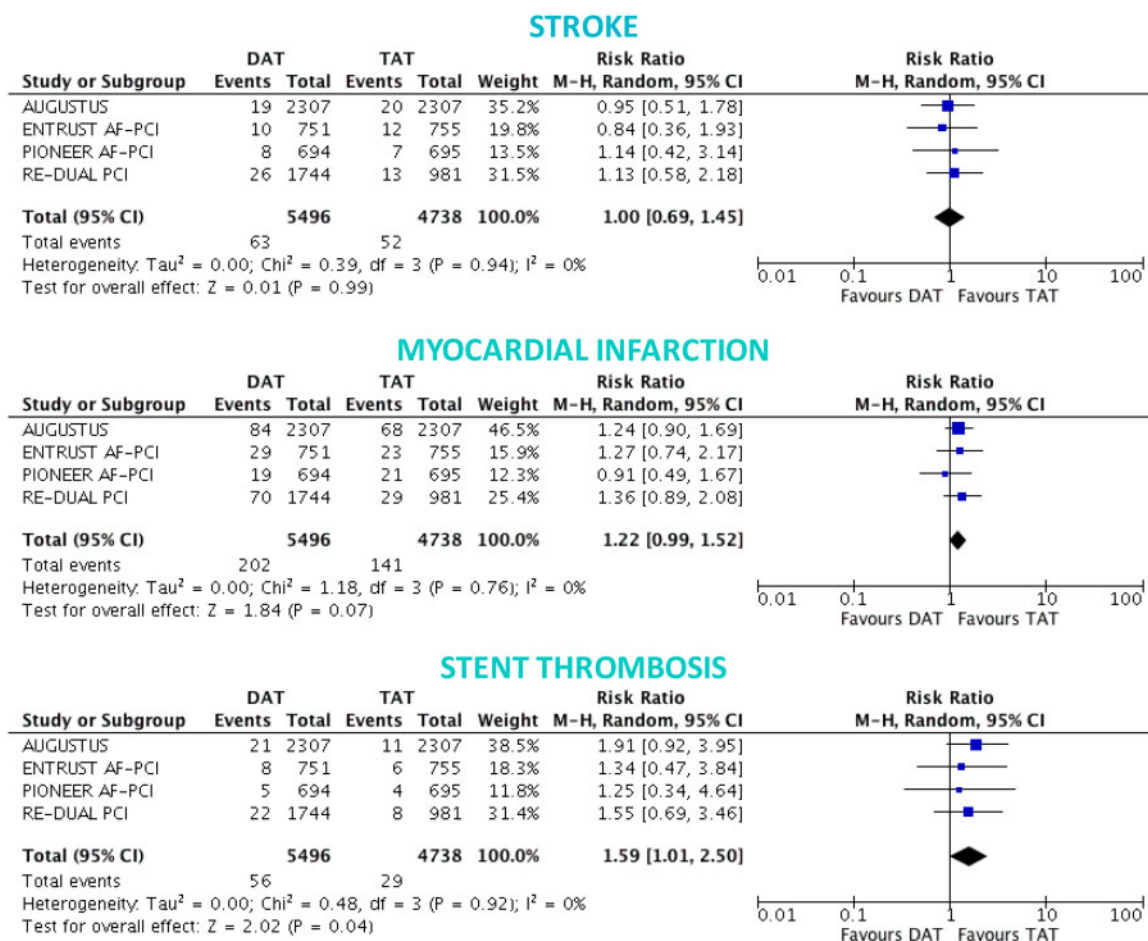 STROKE
DAT TAT Risk Ratio Risk Ratio
Study or Subgroup Events Total Events Total Weight M-H, Random, 95% CI M-H, Random, 95% CI
AUGUSTUS 19 2307 20 2307 35.2% 0.95 [0.51, 1.78]
ENTRUST AF-PCI 10 751 12 755 19.8% 0.84 [0.36, 1.93]
PIONEER AF-PCI 8 694 7 695 13.5% 1.14 [0.42, 3.14]
RE-DUAL PCI 26 1744 13 981 31.5% 1.13 [0.58, 2.18]
Total (95% CI) 5496 4738 100.0% 1.00 [0.69, 1.45]
Total events 63 52
Heterogeneity: Tau² = 0.00; Chi² = 0.39, df = 3 (P = 0.94); I² = 0%
Test for overall effect: Z = 0.01 (P = 0.99)
0.01 0.1 1 10 100
Favours DAT Favours TAT
MYOCARDIAL INFARCTION
DAT TAT Risk Ratio Risk Ratio
Study or Subgroup Events Total Events Total Weight M-H, Random, 95% CI M-H, Random, 95% CI
AUGUSTUS 84 2307 68 2307 46.5% 1.24 [0.90, 1.69]
ENTRUST AF-PCI 29 751 23 755 15.9% 1.27 [0.74, 2.17]
PIONEER AF-PCI 19 694 21 695 12.3% 0.91 [0.49, 1.67]
RE-DUAL PCI 70 1744 29 981 25.4% 1.36 [0.89, 2.08]
Total (95% CI) 5496 4738 100.0% 1.22 [0.99, 1.52]
Total events 202 141
Heterogeneity: Tau² = 0.00; Chi² = 1.18, df = 3 (P = 0.76); I² = 0%
Test for overall effect: Z = 1.84 (P = 0.07)
0.01 0.1 1 10 100
Favours DAT Favours TAT
STENT THROMBOSIS
DAT TAT Risk Ratio Risk Ratio
Study or Subgroup Events Total Events Total Weight M-H, Random, 95% CI M-H, Random, 95% CI
AUGUSTUS 21 2307 11 2307 38.5% 1.91 [0.92, 3.95]
ENTRUST AF-PCI 8 751 6 755 18.3% 1.34 [0.47, 3.84]
PIONEER AF-PCI 5 694 4 695 11.8% 1.25 [0.34, 4.64]
RE-DUAL PCI 22 1744 8 981 31.4% 1.55 [0.69, 3.46]
Total (95% CI) 5496 4738 100.0% 1.59 [1.01, 2.50]
Total events 56 29
Heterogeneity: Tau² = 0.00; Chi² = 0.48, df = 3 (P = 0.92); I² = 0%
Test for overall effect: Z = 2.02 (P = 0.04)
0.01 0.1 1 10 100
Favours DAT Favours TAT